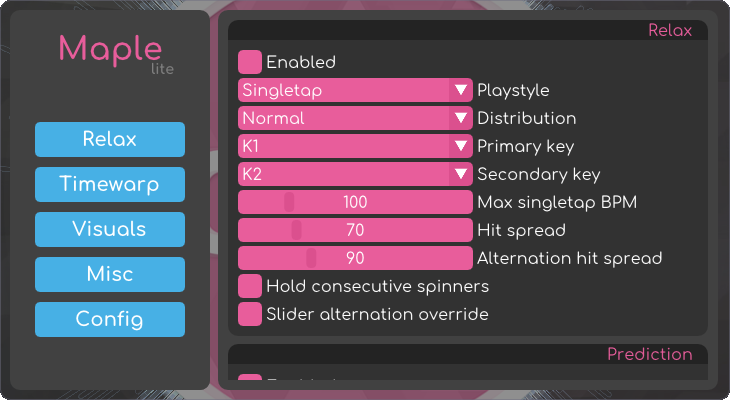 Maple
lite
Relax
Timewarp
Visuals
Misc
Config
Relax
Enabled
Singletap Playstyle
Normal Distribution
K1 Primary key
K2 Secondary key
100 Max singletap BPM
70 Hit spread
90 Alternation hit spread
Hold consecutive spinners
Slider alternation override
Prediction